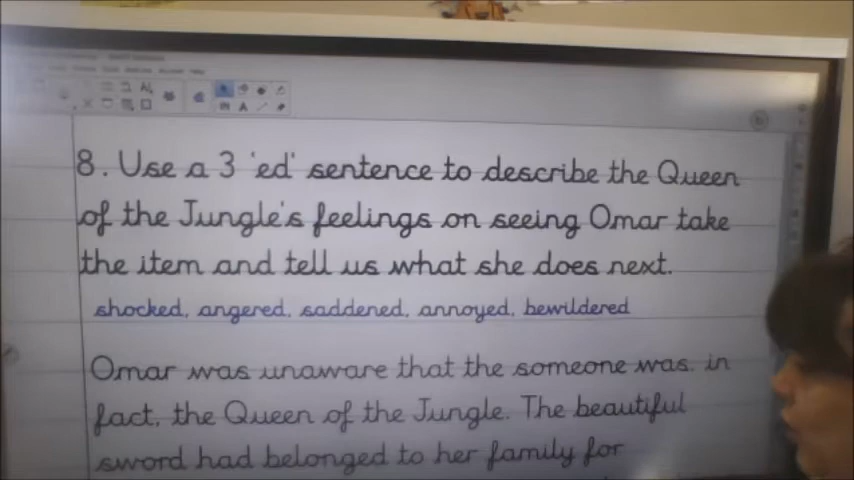 8. Use a 3 'ed' sentence to describe the Queen
of the Jungle's feelings on seeing Omar take
the item and tell us what she does next.
shocked, angered, saddened, annoyed, bewildered
Omar was unaware that the someone was, in
fact, the Queen of the Jungle. The beautiful
sword had belonged to her family for